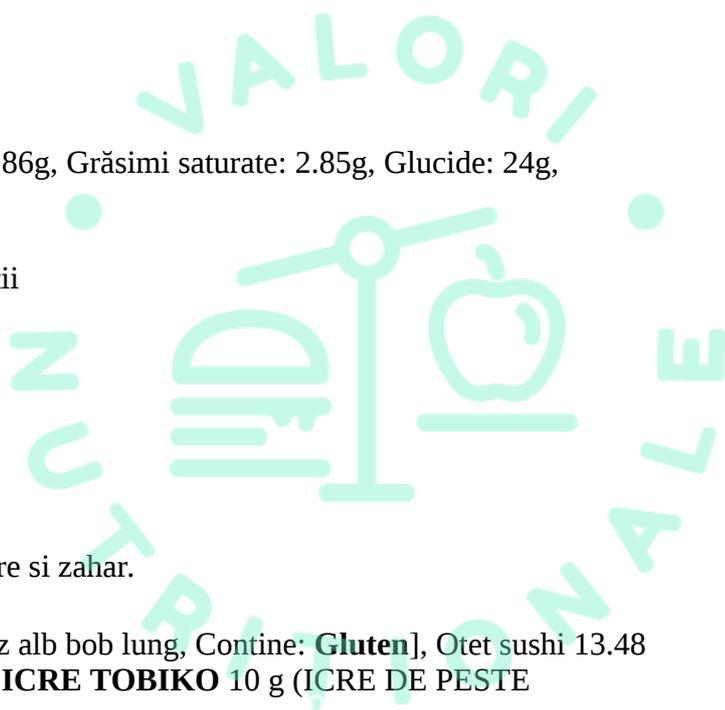 VALORI
86g, Grăsimi saturate: 2.85g, Glucide: 24g,
ii
NUTRIȚIONALE
re si zahar.
z alb bob lung, Contine: Gluten], Otet sushi 13.48
ICRE TOBIKO 10 g (ICRE DE PESTE